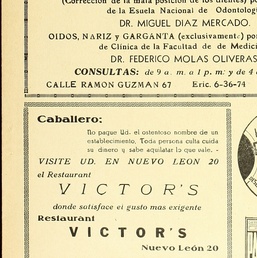 (Corrección de la mala posición de los dientes) po
de la Esuela Nacional de Odontolog
DR. MIGUEL DIAZ MERCADO.
OIDOS, NARIZ y GARGANTA (exclusivamente) po
de Clínica de la Facultad de de Medici
DR. FEDERICO MOLAS OLIVERAS
CONSULTAS: de 9 a. m. a 1 p. m. y de 4
CALLE RAMON GUZMAN 67 Eric. 6-36-74
Caballero:
No pague Ud. el ostentoso nombre de un
establecimiento. Toda persona culta cuida
su dinero y sabe aquilatar lo que vale. -
VISITE UD. EN NUEVO LEON 20
el Restaurant
VICTOR'S
donde satisface el gusto mas exigente
Restaurant
VICTOR'S
Nuevo León 20